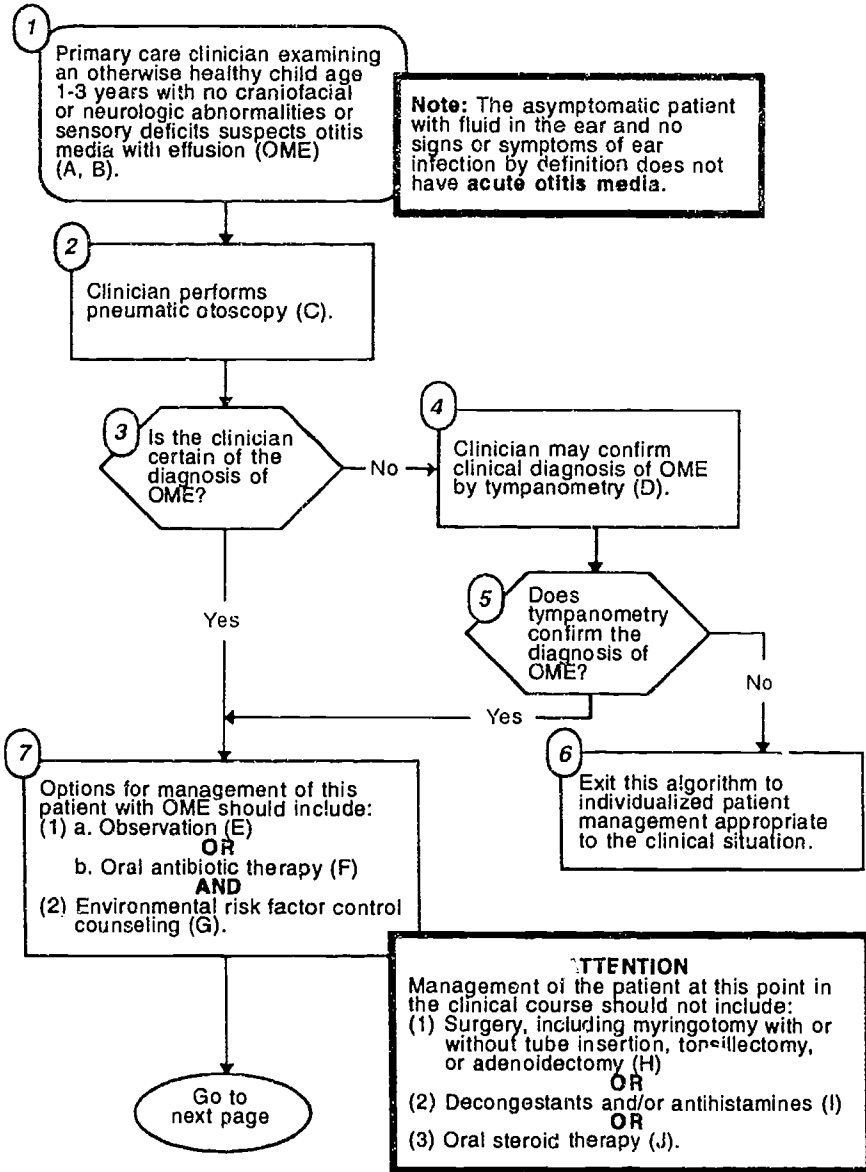 1
Primary care clinician examining
an otherwise healthy child age
1-3 years with no craniofacial
or neurologic abnormalities or
sensory deficits suspects otitis
media with effusion (OME)
(A, B).
Note: The asymptomatic patient
with fluid in the ear and no
signs or symptoms of ear
infection by definition does not
have acute otitis media.
2
Clinician performs
pneumatic otoscopy (C).
3
Is the clinician
certain of the
diagnosis of
OME?
No
4
Clinician may confirm
clinical diagnosis of OME
by tympanometry (D).
Yes
5
Does
tympanometry
confirm the
diagnosis of
OME?
No
Yes
6
Exit this algorithm to
individualized patient
management appropriate
to the clinical situation.
7
Options for management of this
patient with OME should include:
(1) a. Observation (E)
OR
b. Oral antibiotic therapy (F)
AND
(2) Environmental risk factor control
counseling (G).
Go to
next page
ATTENTION
Management of the patient at this point in
the clinical course should not include:
(1) Surgery, including myringotomy with or
without tube insertion, tonsillectomy,
or adenoidectomy (H)
OR
(2) Decongestants and/or antihistamines (I)
OR
(3) Oral steroid therapy (J).